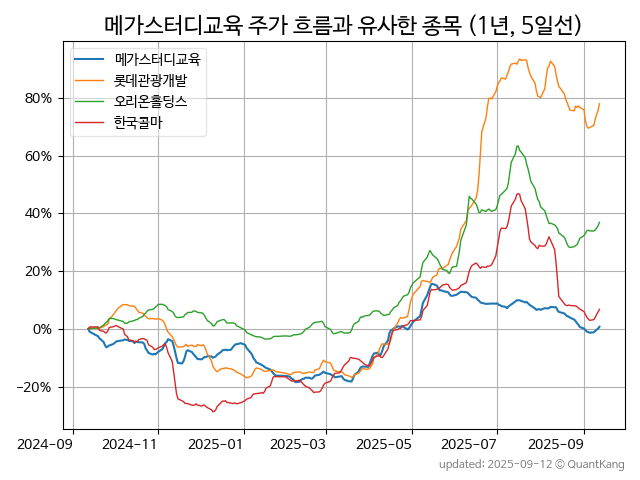 메가스터디교육 주가 흐름과 유사한 종목 (1년, 5일선)
메가스터디교육
롯데관광개발
오리온홀딩스
한국콜마
80%
60%
40%
20%
0%
−20%
2024−09 2024−11 2025−01 2025−03 2025−05 2025−07 2025−09
updated: 2025-09-12 © QuantKang